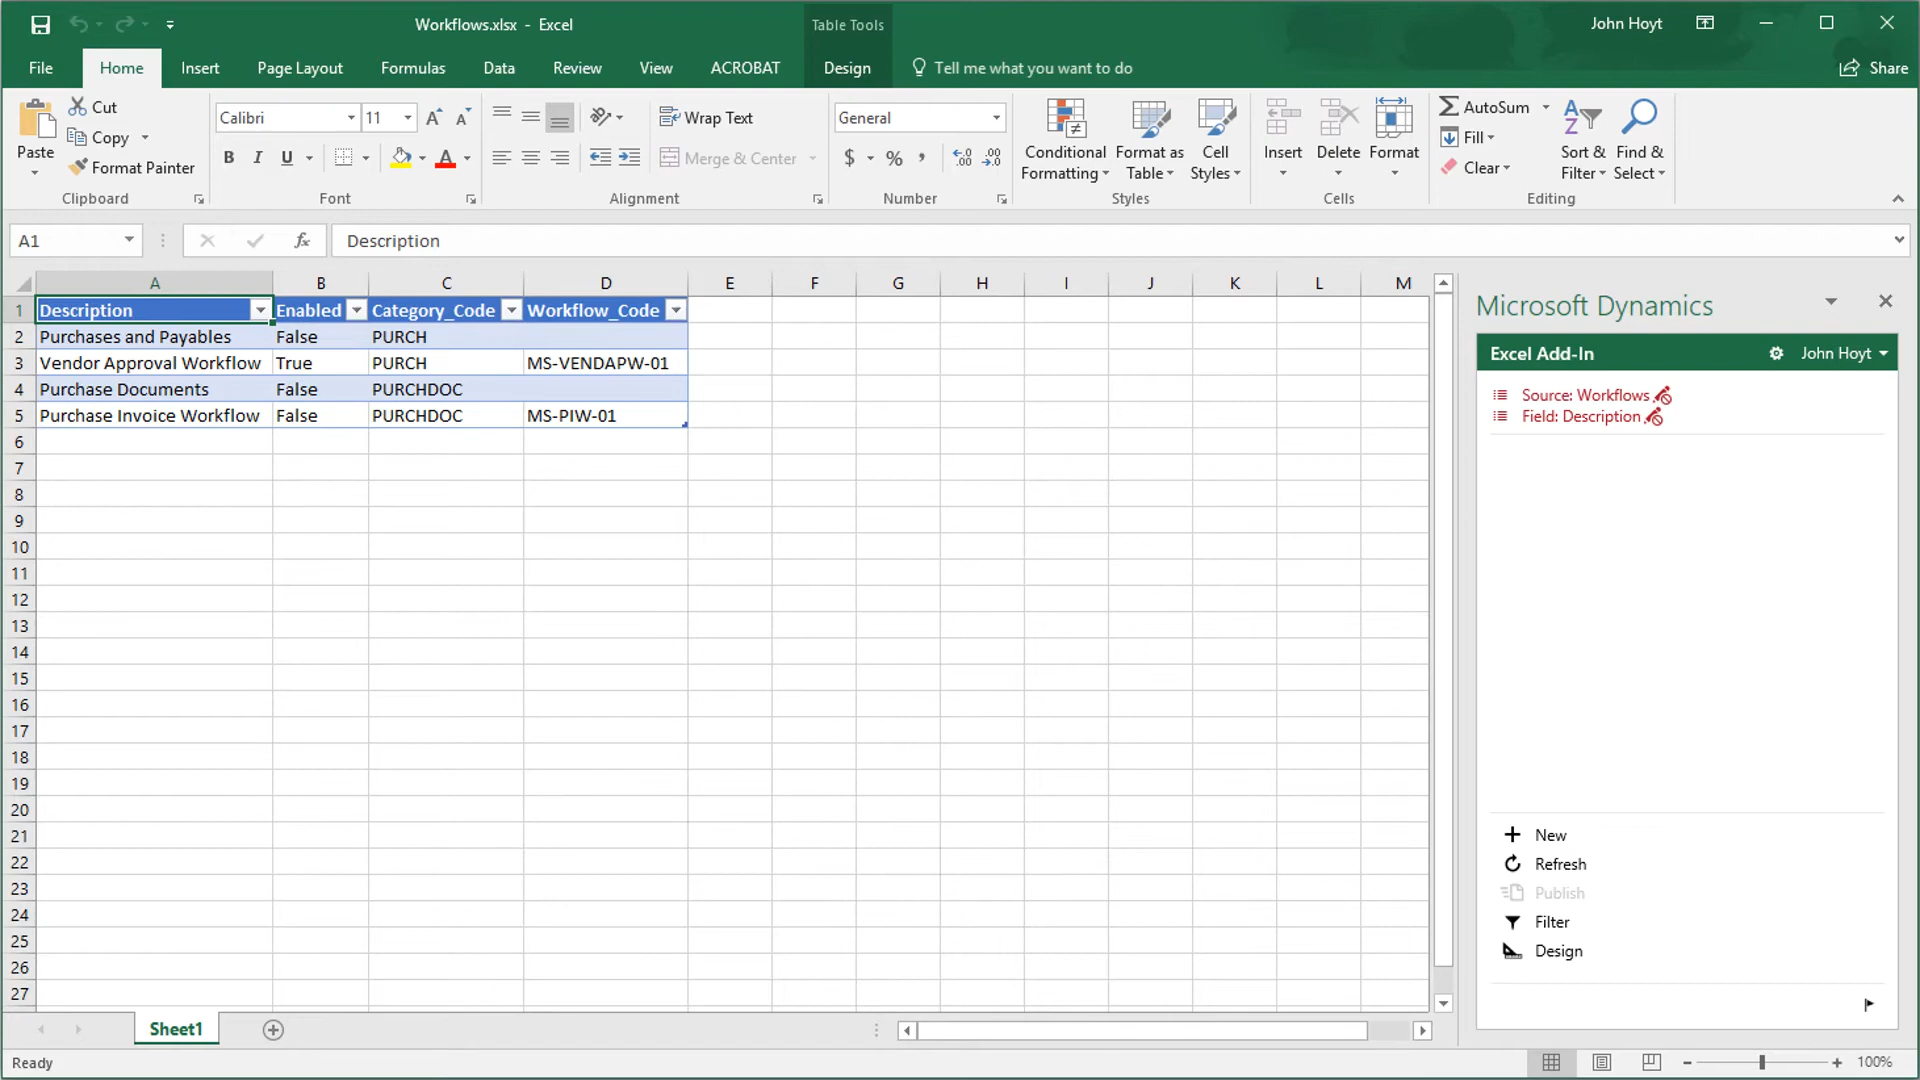 Workflows.xlsx - Excel
Table Tools
John Hoyt
File Home Insert Page Layout Formulas Data Review View ACROBAT Design Tell me what you want to do Share
Paste
Cut
Copy
Format Painter
Clipboard
Calibri 11
B I U A
Font
Wrap Text
Merge & Center
Alignment
General
$ % , .00 .00
Number
Conditional Formatting
Format as Table
Cell Styles
Styles
Insert
Delete
Format
Cells
AutoSum
Fill
Clear
Sort & Filter
Find & Select
Editing
A1 fx Description
A B C D E F G H I J K L M
1 Description Enabled Category_Code Workflow_Code
2 Purchases and Payables False PURCH
3 Vendor Approval Workflow True PURCH MS-VENDAPW-01
4 Purchase Documents False PURCHDOC
5 Purchase Invoice Workflow False PURCHDOC MS-PIW-01
6
7
8
9
10
11
12
13
14
15
16
17
18
19
20
21
22
23
24
25
26
27
Microsoft Dynamics
Excel Add-In John Hoyt
Source: Workflows
Field: Description
New
Refresh
Publish
Filter
Design
Sheet1
Ready
100%